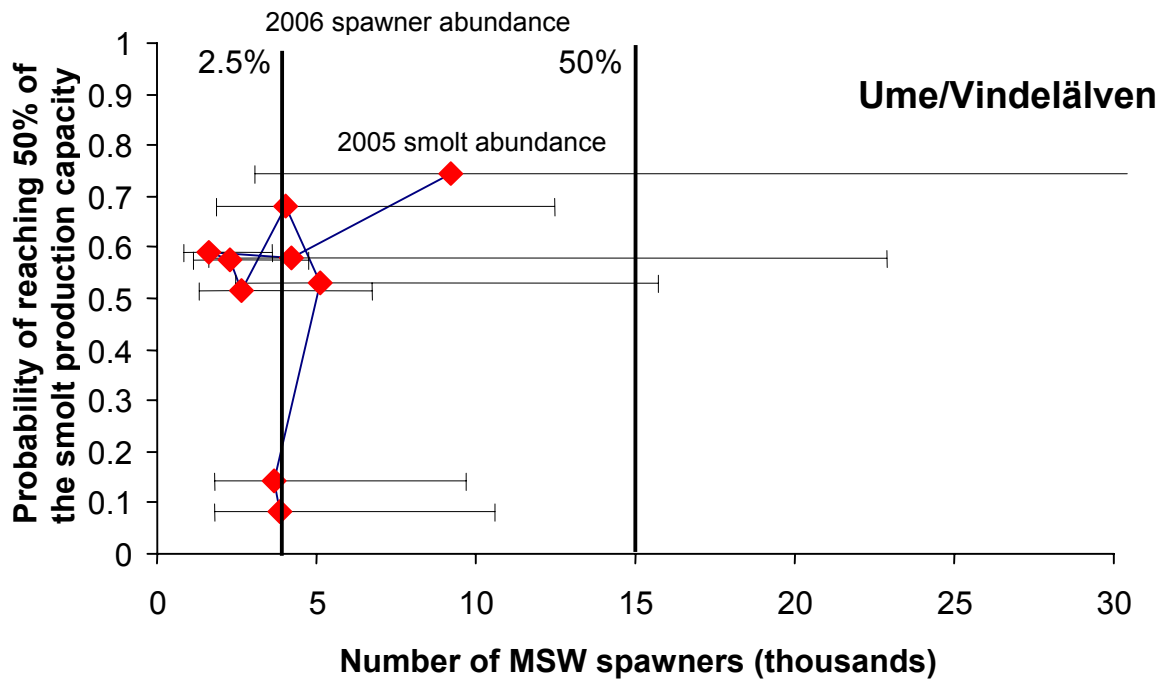 2006 spawner abundance
2.5%
50%
Ume/Vindelälven
2005 smolt abundance
Probability of reaching 50% of
the smolt production capacity
1
0.9
0.8
0.7
0.6
0.5
0.4
0.3
0.2
0.1
0
0 5 10 15 20 25 30
Number of MSW spawners (thousands)